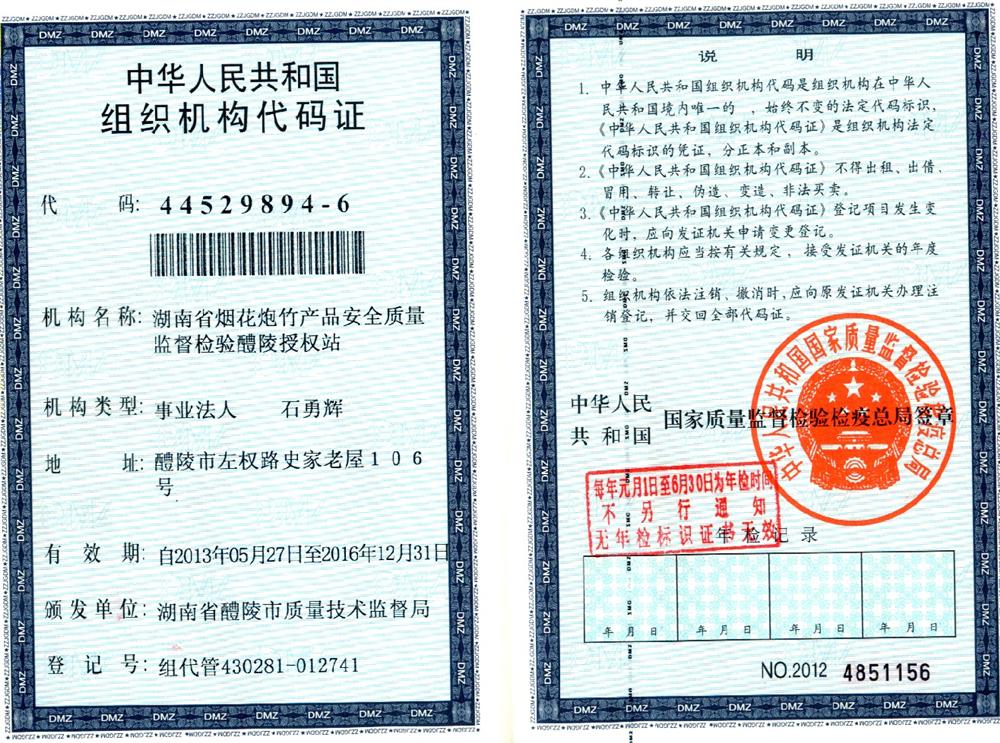 中华人民共和国
组织机构代码证
代 码: 44529894-6
机构名称: 湖南省烟花炮竹产品安全质量
监督检验醴陵授权站
机构类型: 事业法人 石勇辉
地 址: 醴陵市左权路史家老屋106
号
有 效 期: 自2013年05月27日至2016年12月31日
颁发单位: 湖南省醴陵市质量技术监督局
登 记 号: 组代管430281-012741
说 明
1. 中华人民共和国组织机构代码是组织机构在中华人
民共和国境内唯一的 , 始终不变的法定代码标识,
《中华人民共和国组织机构代码证》是组织机构法定
代码标识的凭证, 分正本和副本。
2.《中华人民共和国组织机构代码证》不得出租、出借、
冒用、转让、伪造、变造、非法买卖。
3.《中华人民共和国组织机构代码证》登记项目发生变
化时, 应向发证机关申请变更登记。
4. 各组织机构应当按有关规定, 接受发证机关的年度
检验。
5. 组织机构依法注销、撤消时, 应向原发证机关办理注
销登记, 并交回全部代码证。
中华人民共和国国家质量监督检验检疫总局
中华人民
共和国 国家质量监督检验检疫总局签章
每年元月1日至6月30日为年检时间
不另行通知
无年检标识证书无效
年检记录
年 月 日 年 月 日 年 月 日 年 月 日
NO.2012 4851156